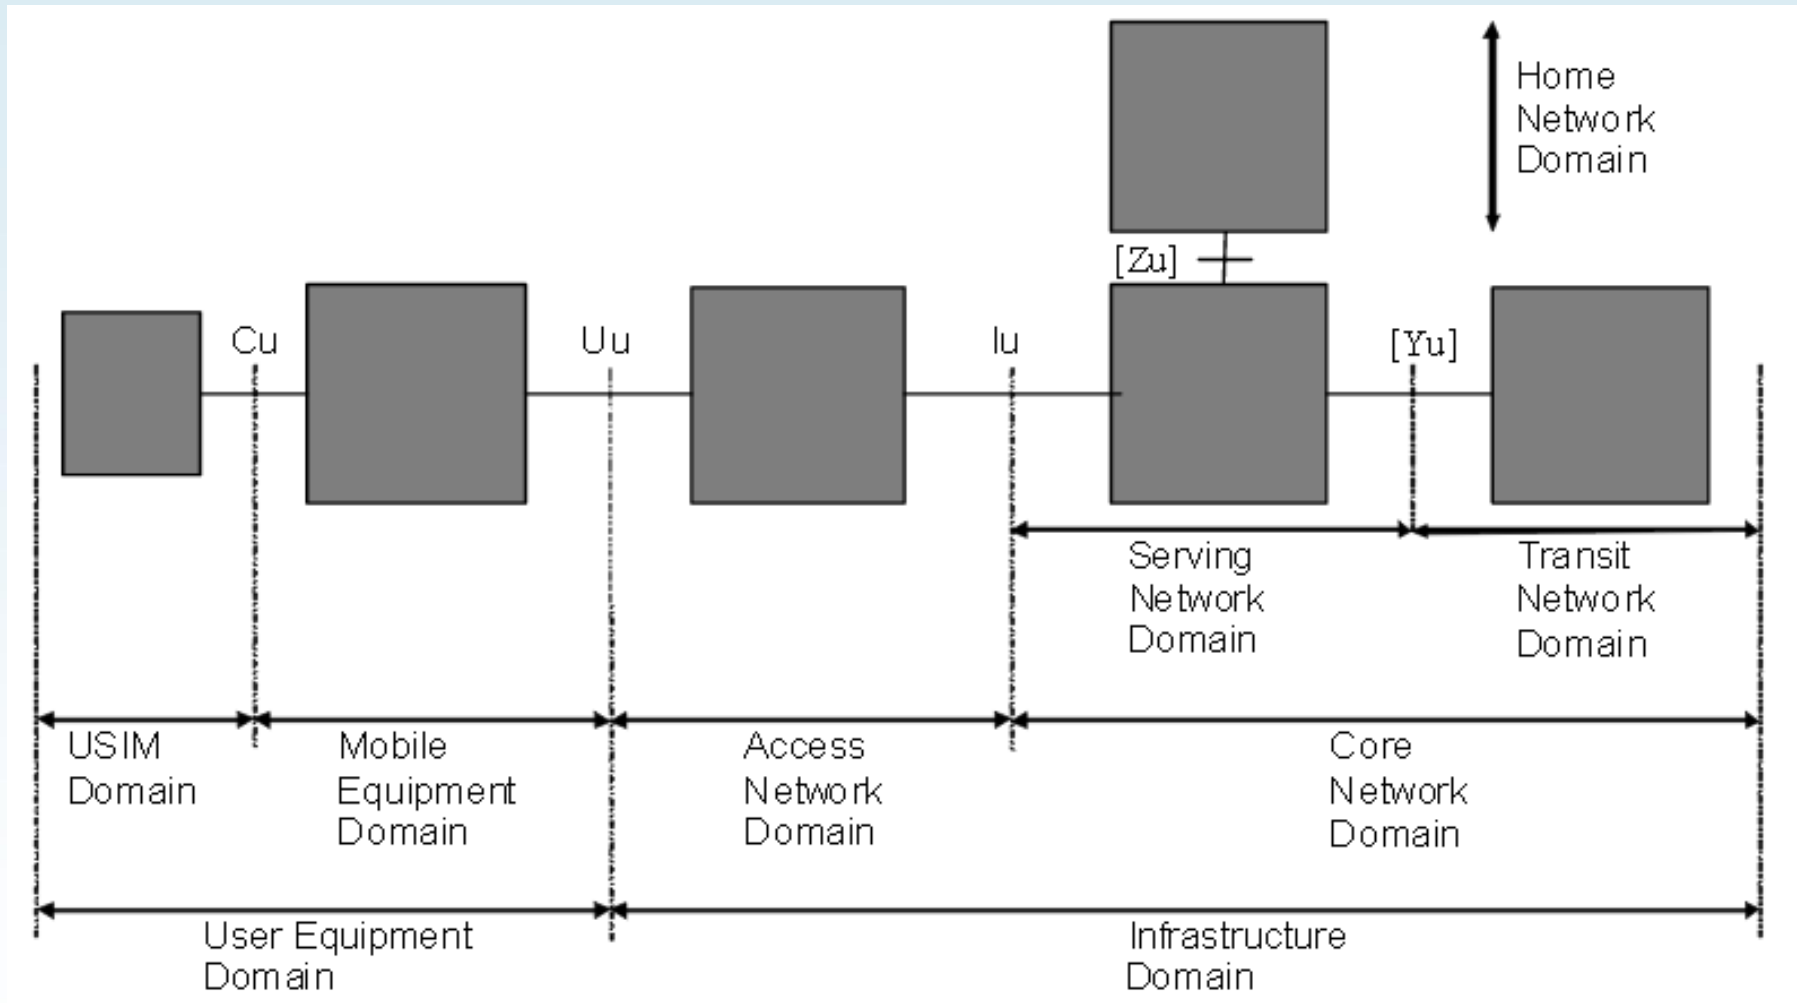 Home
Network
Domain
[Zu]
Cu
Uu
Iu
[Yu]
Serving
Network
Domain
Transit
Network
Domain
USIM
Domain
Mobile
Equipment
Domain
Access
Network
Domain
Core
Network
Domain
User Equipment
Domain
Infrastructure
Domain